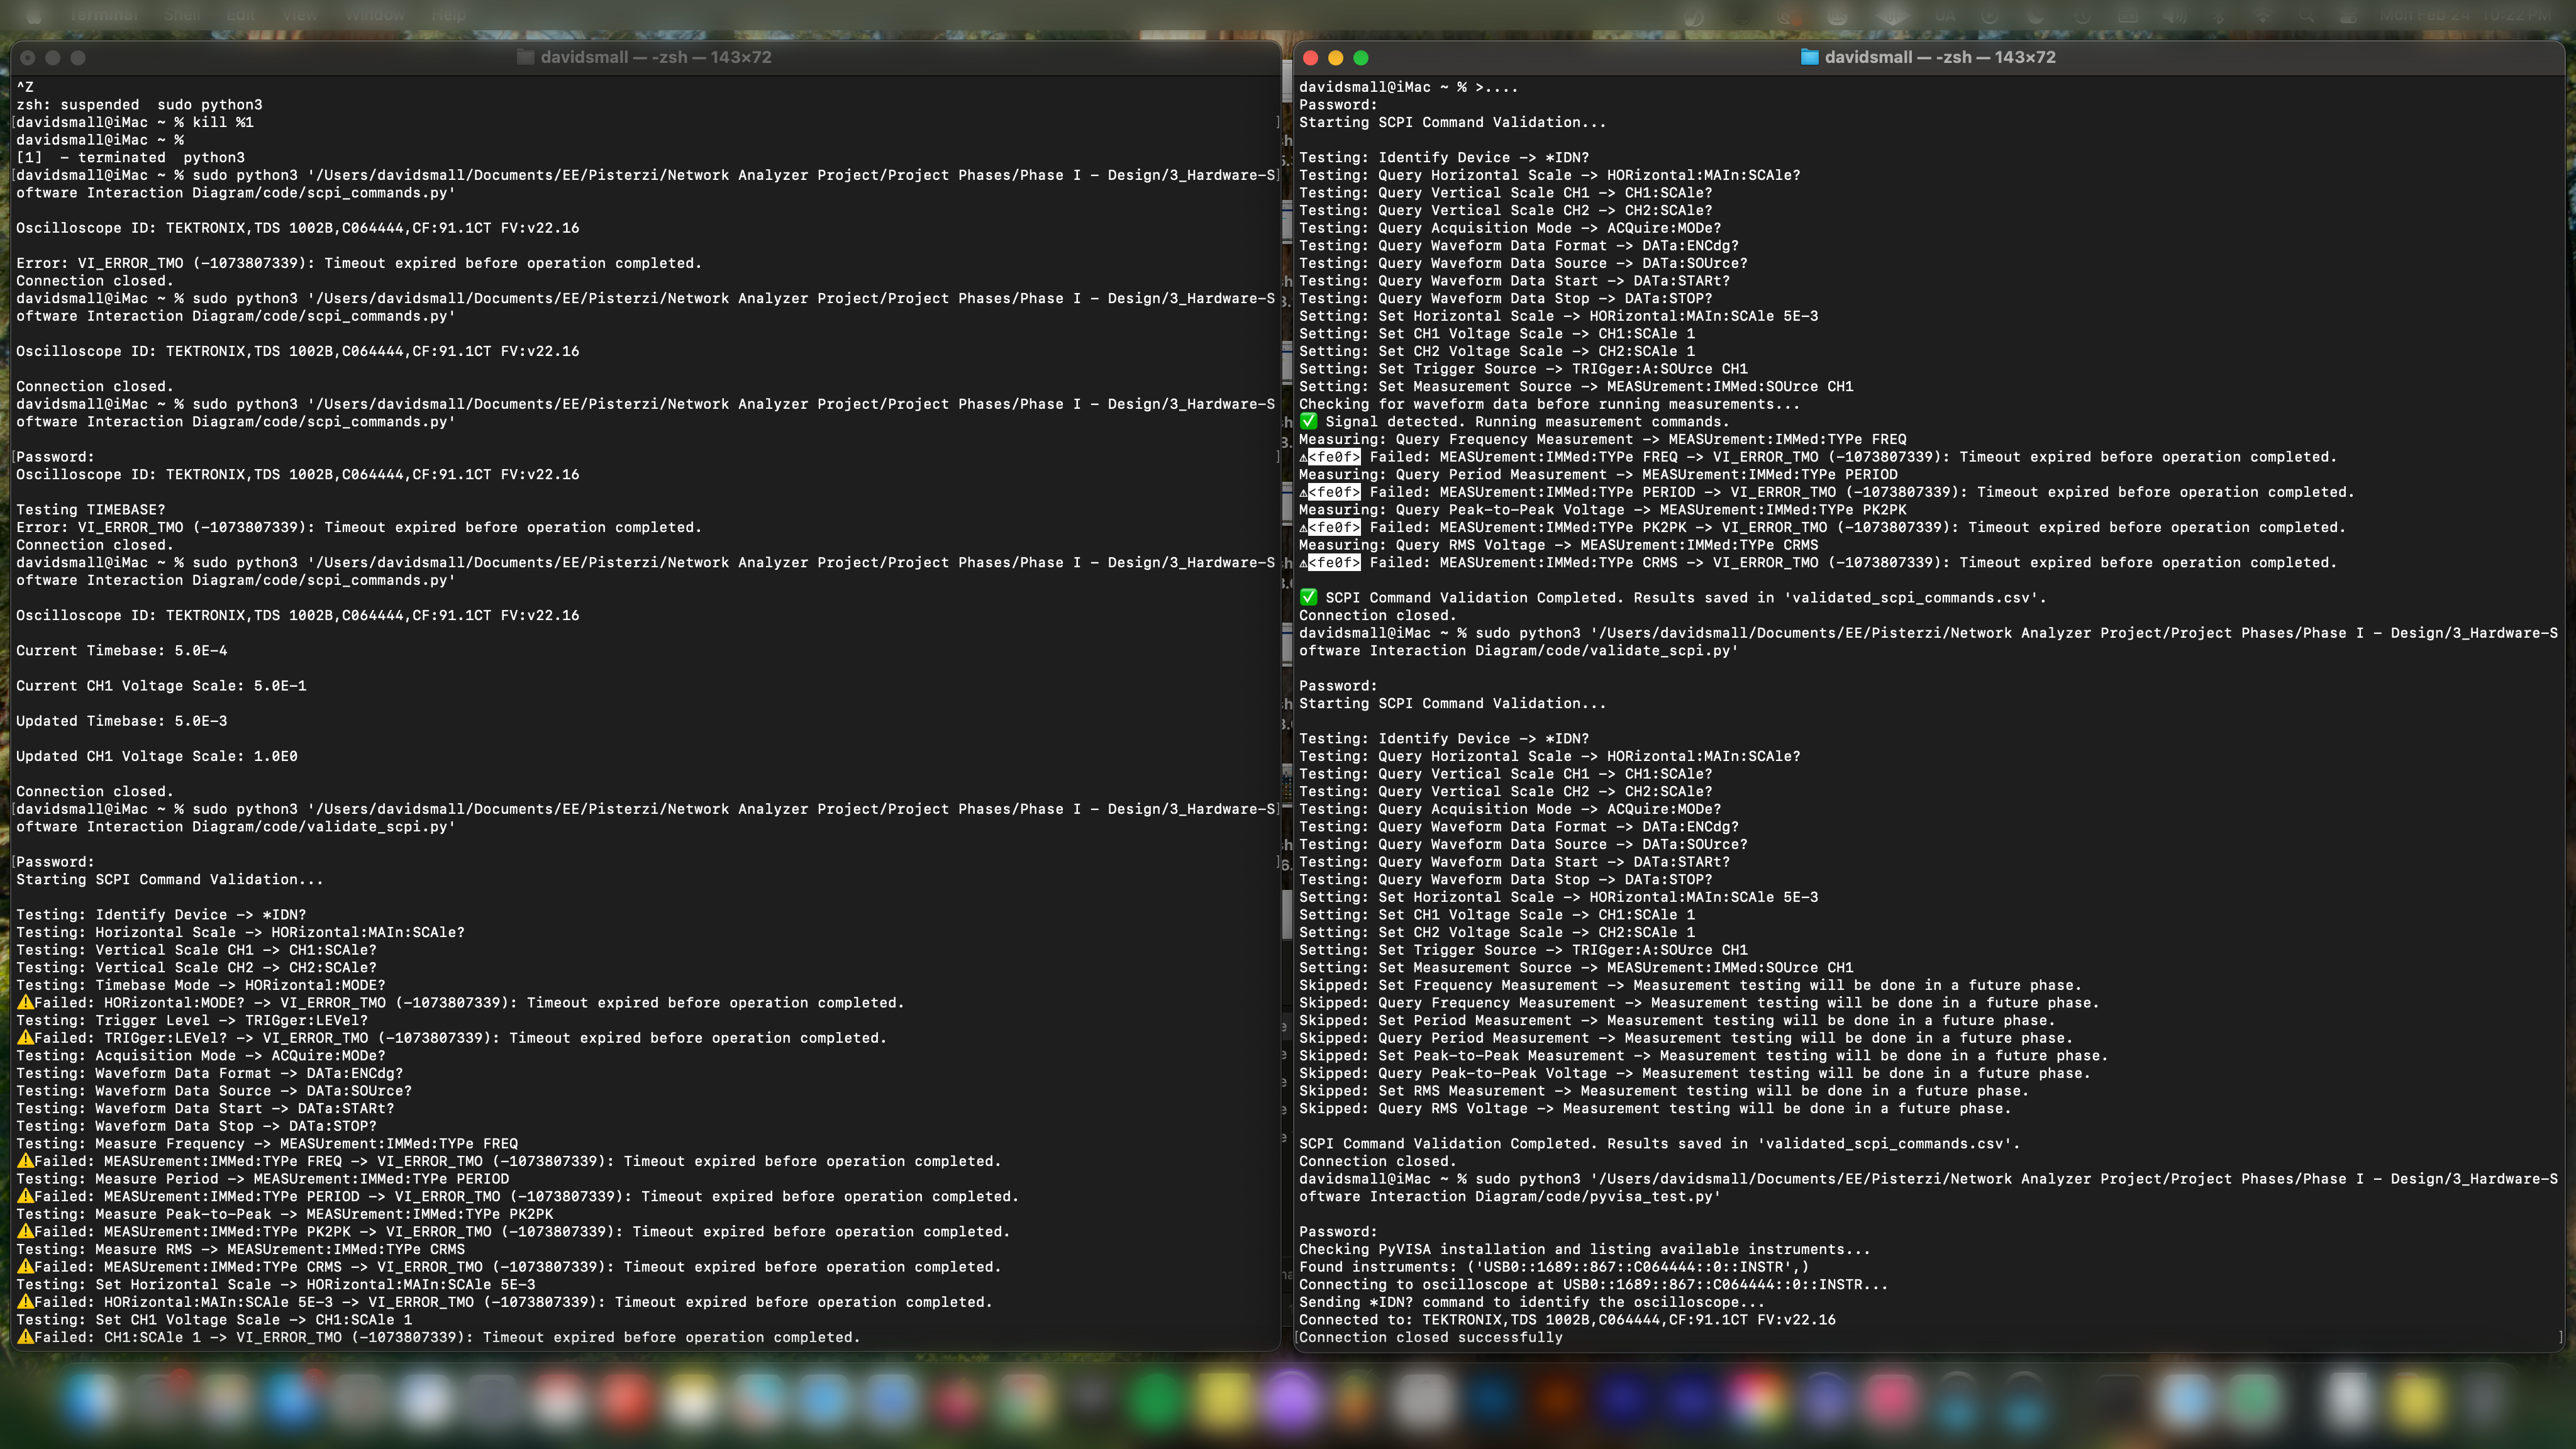 Terminal Shell Edit View Window Help
davidsmall — -zsh — 143×72
^Z
zsh: suspended  sudo python3
[davidsmall@iMac ~ % kill %1 ]
davidsmall@iMac ~ %
[1]  – terminated  python3
[davidsmall@iMac ~ % sudo python3 '/Users/davidsmall/Documents/EE/Pisterzi/Network Analyzer Project/Project Phases/Phase I – Design/3_Hardware-S]
oftware Interaction Diagram/code/scpi_commands.py'
Oscilloscope ID: TEKTRONIX,TDS 1002B,C064444,CF:91.1CT FV:v22.16
Error: VI_ERROR_TMO (-1073807339): Timeout expired before operation completed.
Connection closed.
davidsmall@iMac ~ % sudo python3 '/Users/davidsmall/Documents/EE/Pisterzi/Network Analyzer Project/Project Phases/Phase I – Design/3_Hardware-S
oftware Interaction Diagram/code/scpi_commands.py'
Oscilloscope ID: TEKTRONIX,TDS 1002B,C064444,CF:91.1CT FV:v22.16
Connection closed.
davidsmall@iMac ~ % sudo python3 '/Users/davidsmall/Documents/EE/Pisterzi/Network Analyzer Project/Project Phases/Phase I – Design/3_Hardware-S
oftware Interaction Diagram/code/scpi_commands.py'
[Password: ]
Oscilloscope ID: TEKTRONIX,TDS 1002B,C064444,CF:91.1CT FV:v22.16
Testing TIMEBASE?
Error: VI_ERROR_TMO (-1073807339): Timeout expired before operation completed.
Connection closed.
davidsmall@iMac ~ % sudo python3 '/Users/davidsmall/Documents/EE/Pisterzi/Network Analyzer Project/Project Phases/Phase I – Design/3_Hardware-S
oftware Interaction Diagram/code/scpi_commands.py'
Oscilloscope ID: TEKTRONIX,TDS 1002B,C064444,CF:91.1CT FV:v22.16
Current Timebase: 5.0E-4
Current CH1 Voltage Scale: 5.0E-1
Updated Timebase: 5.0E-3
Updated CH1 Voltage Scale: 1.0E0
Connection closed.
[davidsmall@iMac ~ % sudo python3 '/Users/davidsmall/Documents/EE/Pisterzi/Network Analyzer Project/Project Phases/Phase I – Design/3_Hardware-S]
oftware Interaction Diagram/code/validate_scpi.py'
[Password: ]
Starting SCPI Command Validation...
Testing: Identify Device -> *IDN?
Testing: Horizontal Scale -> HORizontal:MAIn:SCAle?
Testing: Vertical Scale CH1 -> CH1:SCAle?
Testing: Vertical Scale CH2 -> CH2:SCAle?
Testing: Timebase Mode -> HORizontal:MODE?
⚠️Failed: HORizontal:MODE? -> VI_ERROR_TMO (-1073807339): Timeout expired before operation completed.
Testing: Trigger Level -> TRIGger:LEVel?
⚠️Failed: TRIGger:LEVel? -> VI_ERROR_TMO (-1073807339): Timeout expired before operation completed.
Testing: Acquisition Mode -> ACQuire:MODe?
Testing: Waveform Data Format -> DATa:ENCdg?
Testing: Waveform Data Source -> DATa:SOUrce?
Testing: Waveform Data Start -> DATa:STARt?
Testing: Waveform Data Stop -> DATa:STOP?
Testing: Measure Frequency -> MEASUrement:IMMed:TYPe FREQ
⚠️Failed: MEASUrement:IMMed:TYPe FREQ -> VI_ERROR_TMO (-1073807339): Timeout expired before operation completed.
Testing: Measure Period -> MEASUrement:IMMed:TYPe PERIOD
⚠️Failed: MEASUrement:IMMed:TYPe PERIOD -> VI_ERROR_TMO (-1073807339): Timeout expired before operation completed.
Testing: Measure Peak-to-Peak -> MEASUrement:IMMed:TYPe PK2PK
⚠️Failed: MEASUrement:IMMed:TYPe PK2PK -> VI_ERROR_TMO (-1073807339): Timeout expired before operation completed.
Testing: Measure RMS -> MEASUrement:IMMed:TYPe CRMS
⚠️Failed: MEASUrement:IMMed:TYPe CRMS -> VI_ERROR_TMO (-1073807339): Timeout expired before operation completed.
Testing: Set Horizontal Scale -> HORizontal:MAIn:SCAle 5E-3
⚠️Failed: HORizontal:MAIn:SCAle 5E-3 -> VI_ERROR_TMO (-1073807339): Timeout expired before operation completed.
Testing: Set CH1 Voltage Scale -> CH1:SCAle 1
⚠️Failed: CH1:SCAle 1 -> VI_ERROR_TMO (-1073807339): Timeout expired before operation completed.
davidsmall — -zsh — 143×72
davidsmall@iMac ~ % >....
Password:
Starting SCPI Command Validation...
Testing: Identify Device -> *IDN?
Testing: Query Horizontal Scale -> HORizontal:MAIn:SCAle?
Testing: Query Vertical Scale CH1 -> CH1:SCAle?
Testing: Query Vertical Scale CH2 -> CH2:SCAle?
Testing: Query Acquisition Mode -> ACQuire:MODe?
Testing: Query Waveform Data Format -> DATa:ENCdg?
Testing: Query Waveform Data Source -> DATa:SOUrce?
Testing: Query Waveform Data Start -> DATa:STARt?
Testing: Query Waveform Data Stop -> DATa:STOP?
Setting: Set Horizontal Scale -> HORizontal:MAIn:SCAle 5E-3
Setting: Set CH1 Voltage Scale -> CH1:SCAle 1
Setting: Set CH2 Voltage Scale -> CH2:SCAle 1
Setting: Set Trigger Source -> TRIGger:A:SOUrce CH1
Setting: Set Measurement Source -> MEASUrement:IMMed:SOUrce CH1
Checking for waveform data before running measurements...
✅ Signal detected. Running measurement commands.
Measuring: Query Frequency Measurement -> MEASUrement:IMMed:TYPe FREQ
⚠<fe0f> Failed: MEASUrement:IMMed:TYPe FREQ -> VI_ERROR_TMO (-1073807339): Timeout expired before operation completed.
Measuring: Query Period Measurement -> MEASUrement:IMMed:TYPe PERIOD
⚠<fe0f> Failed: MEASUrement:IMMed:TYPe PERIOD -> VI_ERROR_TMO (-1073807339): Timeout expired before operation completed.
Measuring: Query Peak-to-Peak Voltage -> MEASUrement:IMMed:TYPe PK2PK
⚠<fe0f> Failed: MEASUrement:IMMed:TYPe PK2PK -> VI_ERROR_TMO (-1073807339): Timeout expired before operation completed.
Measuring: Query RMS Voltage -> MEASUrement:IMMed:TYPe CRMS
⚠<fe0f> Failed: MEASUrement:IMMed:TYPe CRMS -> VI_ERROR_TMO (-1073807339): Timeout expired before operation completed.
✅ SCPI Command Validation Completed. Results saved in 'validated_scpi_commands.csv'.
Connection closed.
davidsmall@iMac ~ % sudo python3 '/Users/davidsmall/Documents/EE/Pisterzi/Network Analyzer Project/Project Phases/Phase I – Design/3_Hardware-S
oftware Interaction Diagram/code/validate_scpi.py'
Password:
Starting SCPI Command Validation...
Testing: Identify Device -> *IDN?
Testing: Query Horizontal Scale -> HORizontal:MAIn:SCAle?
Testing: Query Vertical Scale CH1 -> CH1:SCAle?
Testing: Query Vertical Scale CH2 -> CH2:SCAle?
Testing: Query Acquisition Mode -> ACQuire:MODe?
Testing: Query Waveform Data Format -> DATa:ENCdg?
Testing: Query Waveform Data Source -> DATa:SOUrce?
Testing: Query Waveform Data Start -> DATa:STARt?
Testing: Query Waveform Data Stop -> DATa:STOP?
Setting: Set Horizontal Scale -> HORizontal:MAIn:SCAle 5E-3
Setting: Set CH1 Voltage Scale -> CH1:SCAle 1
Setting: Set CH2 Voltage Scale -> CH2:SCAle 1
Setting: Set Trigger Source -> TRIGger:A:SOUrce CH1
Setting: Set Measurement Source -> MEASUrement:IMMed:SOUrce CH1
Skipped: Set Frequency Measurement -> Measurement testing will be done in a future phase.
Skipped: Query Frequency Measurement -> Measurement testing will be done in a future phase.
Skipped: Set Period Measurement -> Measurement testing will be done in a future phase.
Skipped: Query Period Measurement -> Measurement testing will be done in a future phase.
Skipped: Set Peak-to-Peak Measurement -> Measurement testing will be done in a future phase.
Skipped: Query Peak-to-Peak Voltage -> Measurement testing will be done in a future phase.
Skipped: Set RMS Measurement -> Measurement testing will be done in a future phase.
Skipped: Query RMS Voltage -> Measurement testing will be done in a future phase.
SCPI Command Validation Completed. Results saved in 'validated_scpi_commands.csv'.
Connection closed.
davidsmall@iMac ~ % sudo python3 '/Users/davidsmall/Documents/EE/Pisterzi/Network Analyzer Project/Project Phases/Phase I – Design/3_Hardware-S
oftware Interaction Diagram/code/pyvisa_test.py'
Password:
Checking PyVISA installation and listing available instruments...
Found instruments: ('USB0::1689::867::C064444::0::INSTR',)
Connecting to oscilloscope at USB0::1689::867::C064444::0::INSTR...
Sending *IDN? command to identify the oscilloscope...
Connected to: TEKTRONIX,TDS 1002B,C064444,CF:91.1CT FV:v22.16
[Connection closed successfully ]